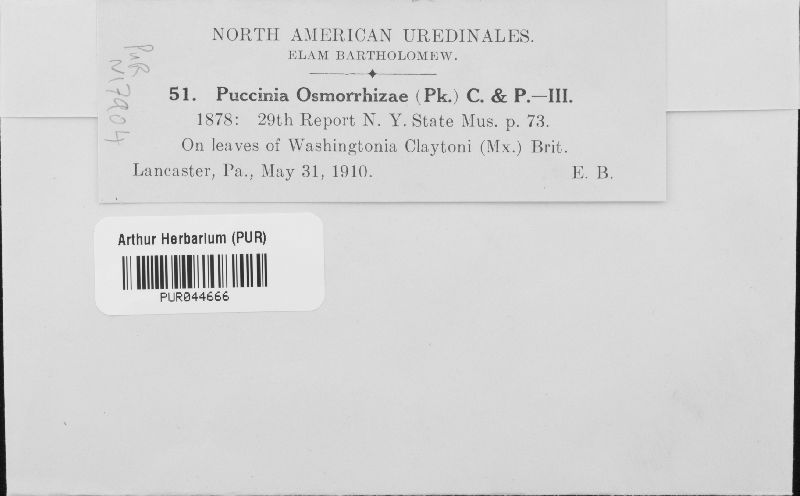 NORTH AMERICAN UREDINALES.
ELAM BARTHOLOMEW.
51. Puccinia Osmorrhizae (Pk.) C. & P.—III.
1878: 29th Report N. Y. State Mus. p. 73.
On leaves of Washingtonia Claytoni (Mx.) Brit.
Lancaster, Pa., May 31, 1910. E. B.
PUR
N17904
Arthur Herbarium (PUR)
PUR044666